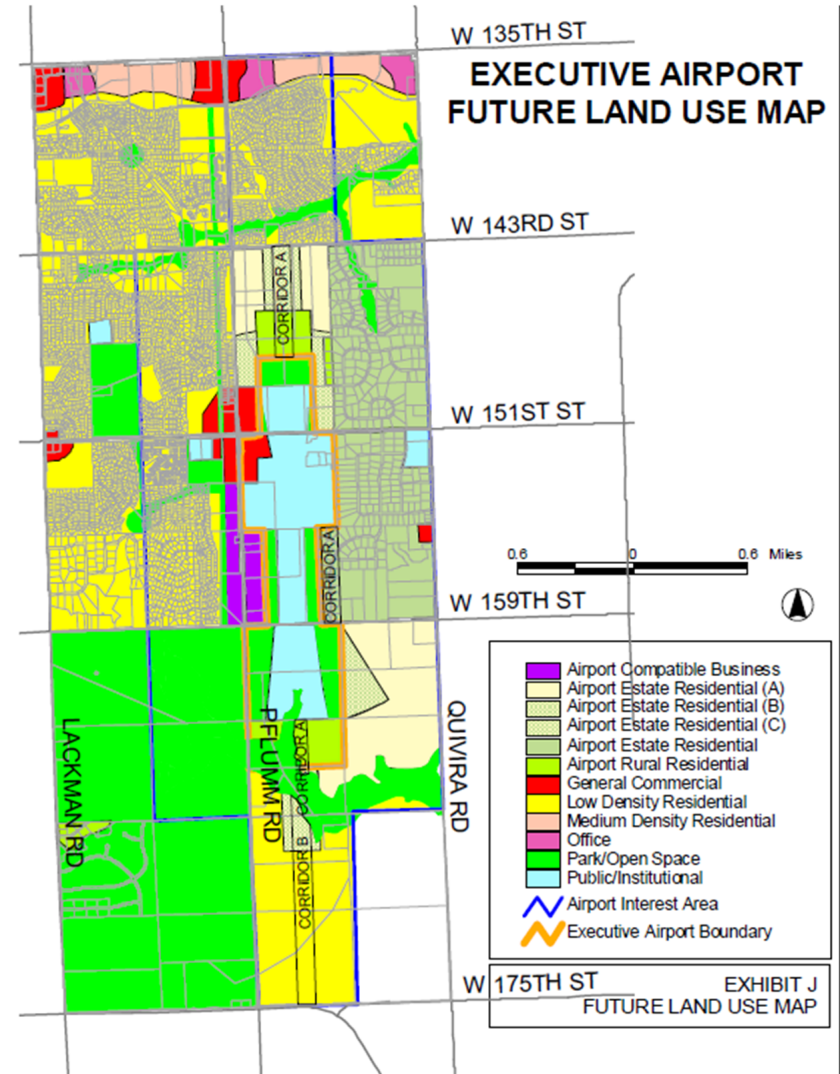 W 135TH ST
EXECUTIVE AIRPORT
FUTURE LAND USE MAP
W 143RD ST
CORRIDOR A
W 151ST ST
0.6 0 0.6 Miles
CORRIDOR A
W 159TH ST
LACKMAN RD
PFLUMM RD
QUIVIRA RD
CORRIDOR A
CORRIDOR B
Airport Compatible Business
Airport Estate Residential (A)
Airport Estate Residential (B)
Airport Estate Residential (C)
Airport Estate Residential
Airport Rural Residential
General Commercial
Low Density Residential
Medium Density Residential
Office
Park/Open Space
Public/Institutional
Airport Interest Area
Executive Airport Boundary
W 175TH ST
EXHIBIT J
FUTURE LAND USE MAP